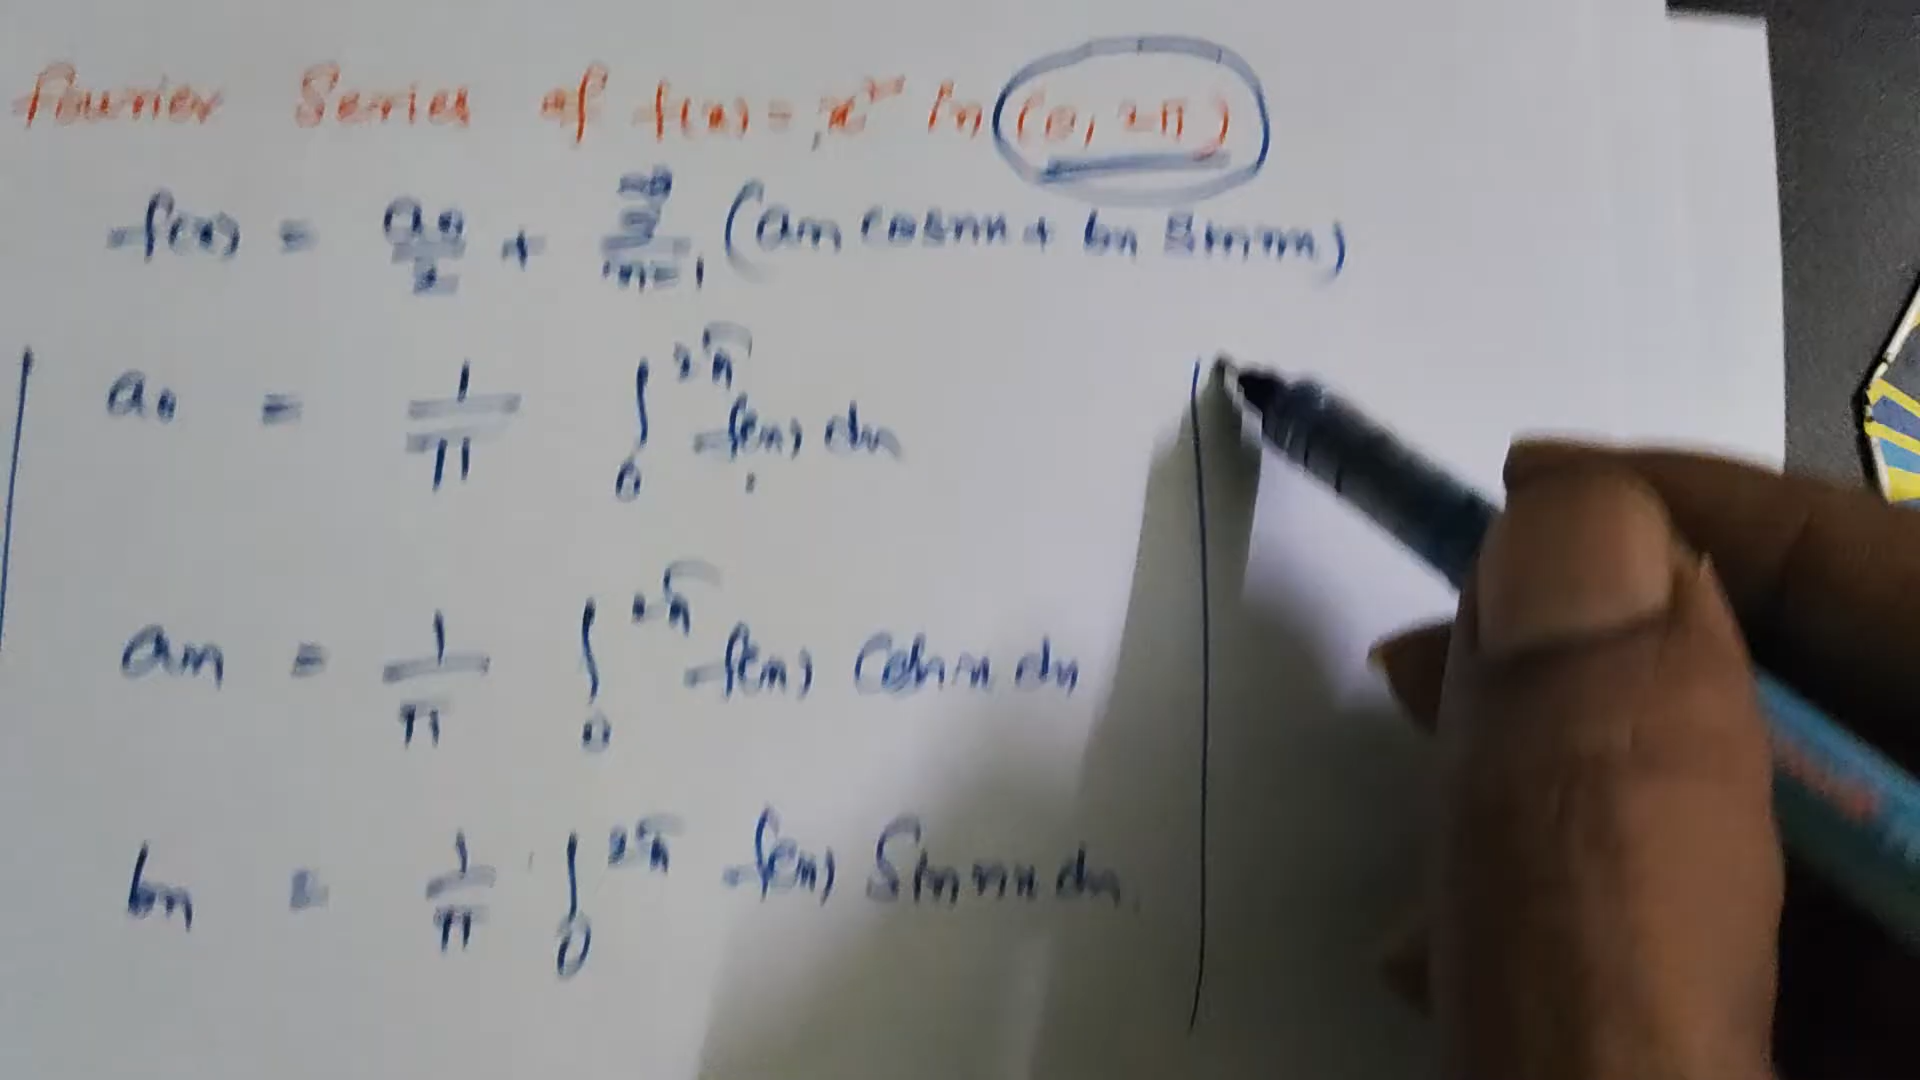 Fourier Series of f(x) = x² in (0, 2π)
f(x) = a₀/2 + ∞ Σ n=1 (an cosnx + bn sinnx)
a₀ = 1/π ∫₀^2π f(x) dx
an = 1/π ∫₀^2π f(x) Cosnx dx
bn = 1/π ∫₀^2π f(x) Sinnx dx